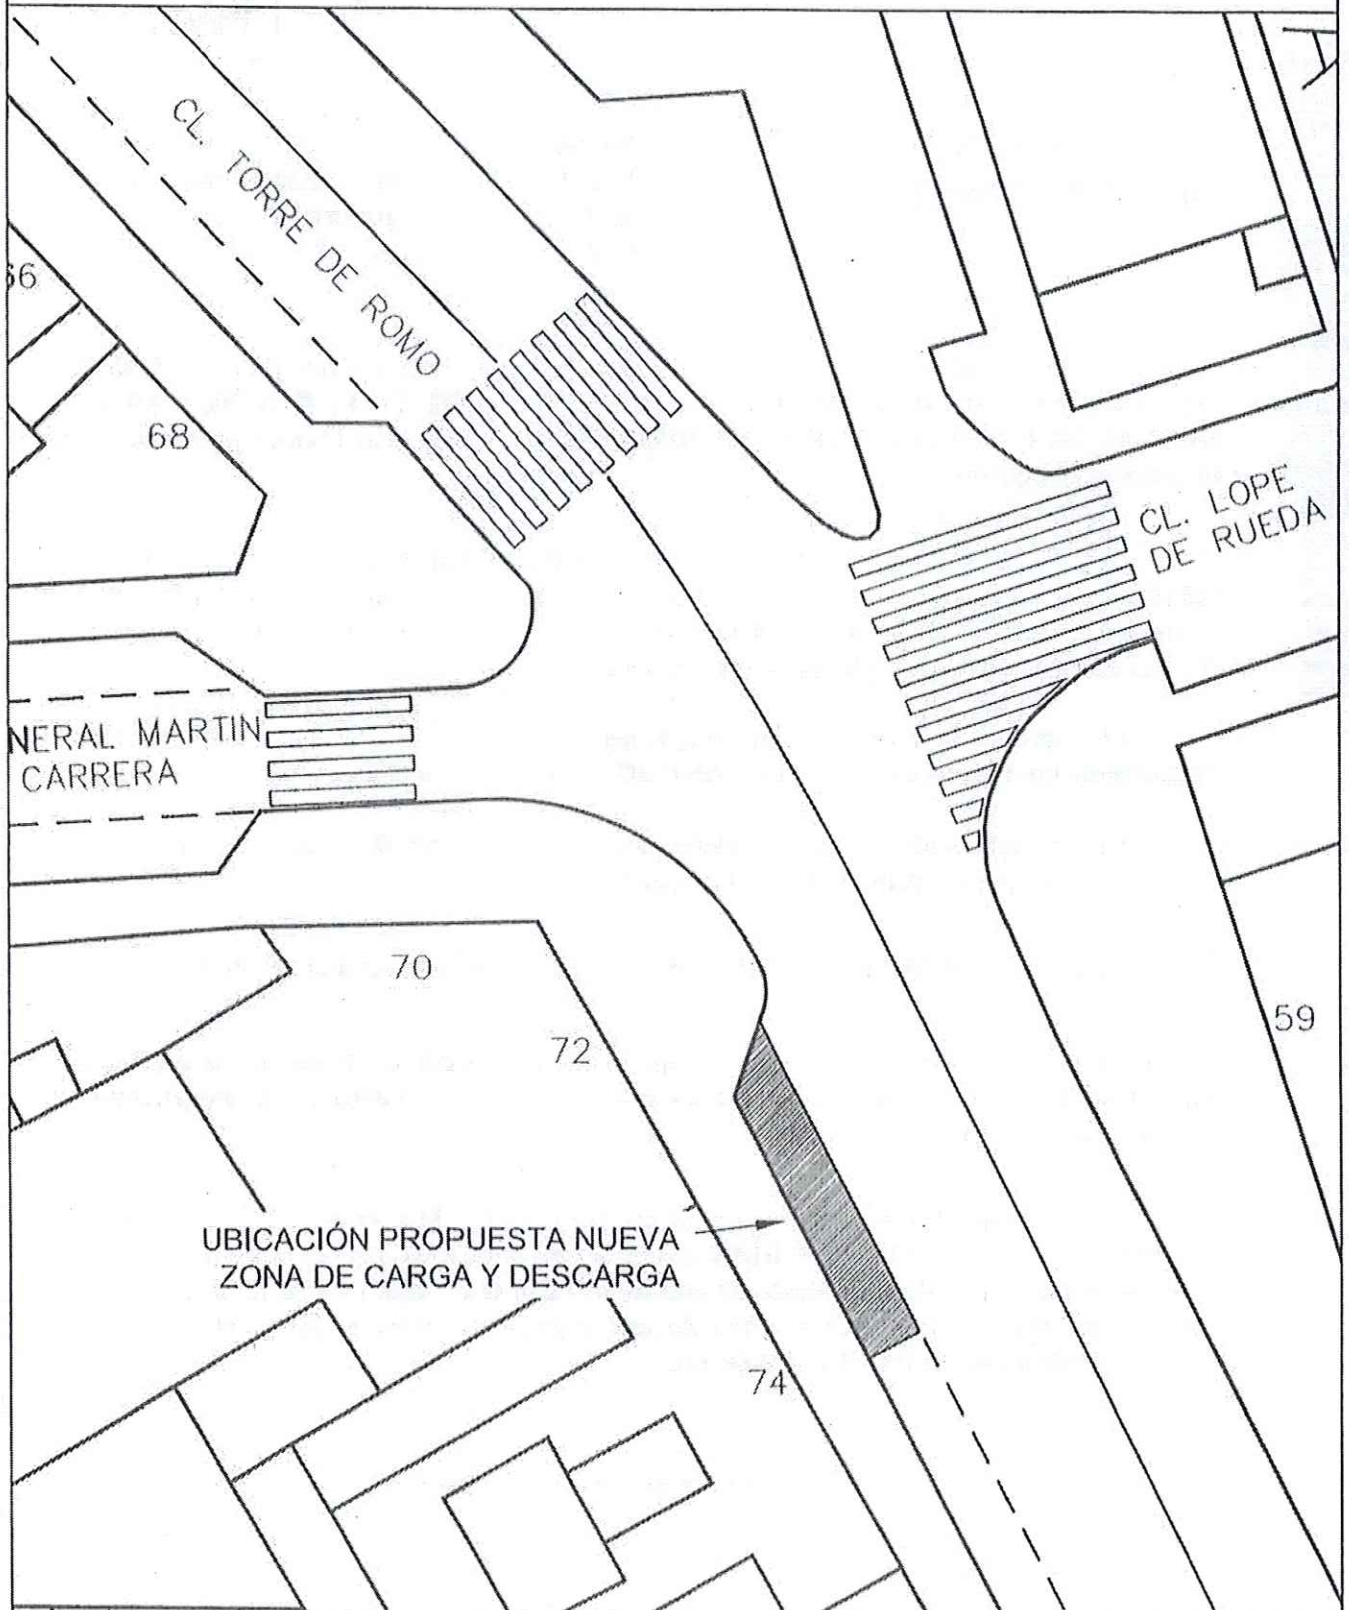 CL. TORRE DE ROMO
68
CL. LOPE
DE RUEDA
NERAL MARTIN
CARRERA
70
72
59
UBICACIÓN PROPUESTA NUEVA
ZONA DE CARGA Y DESCARGA
74